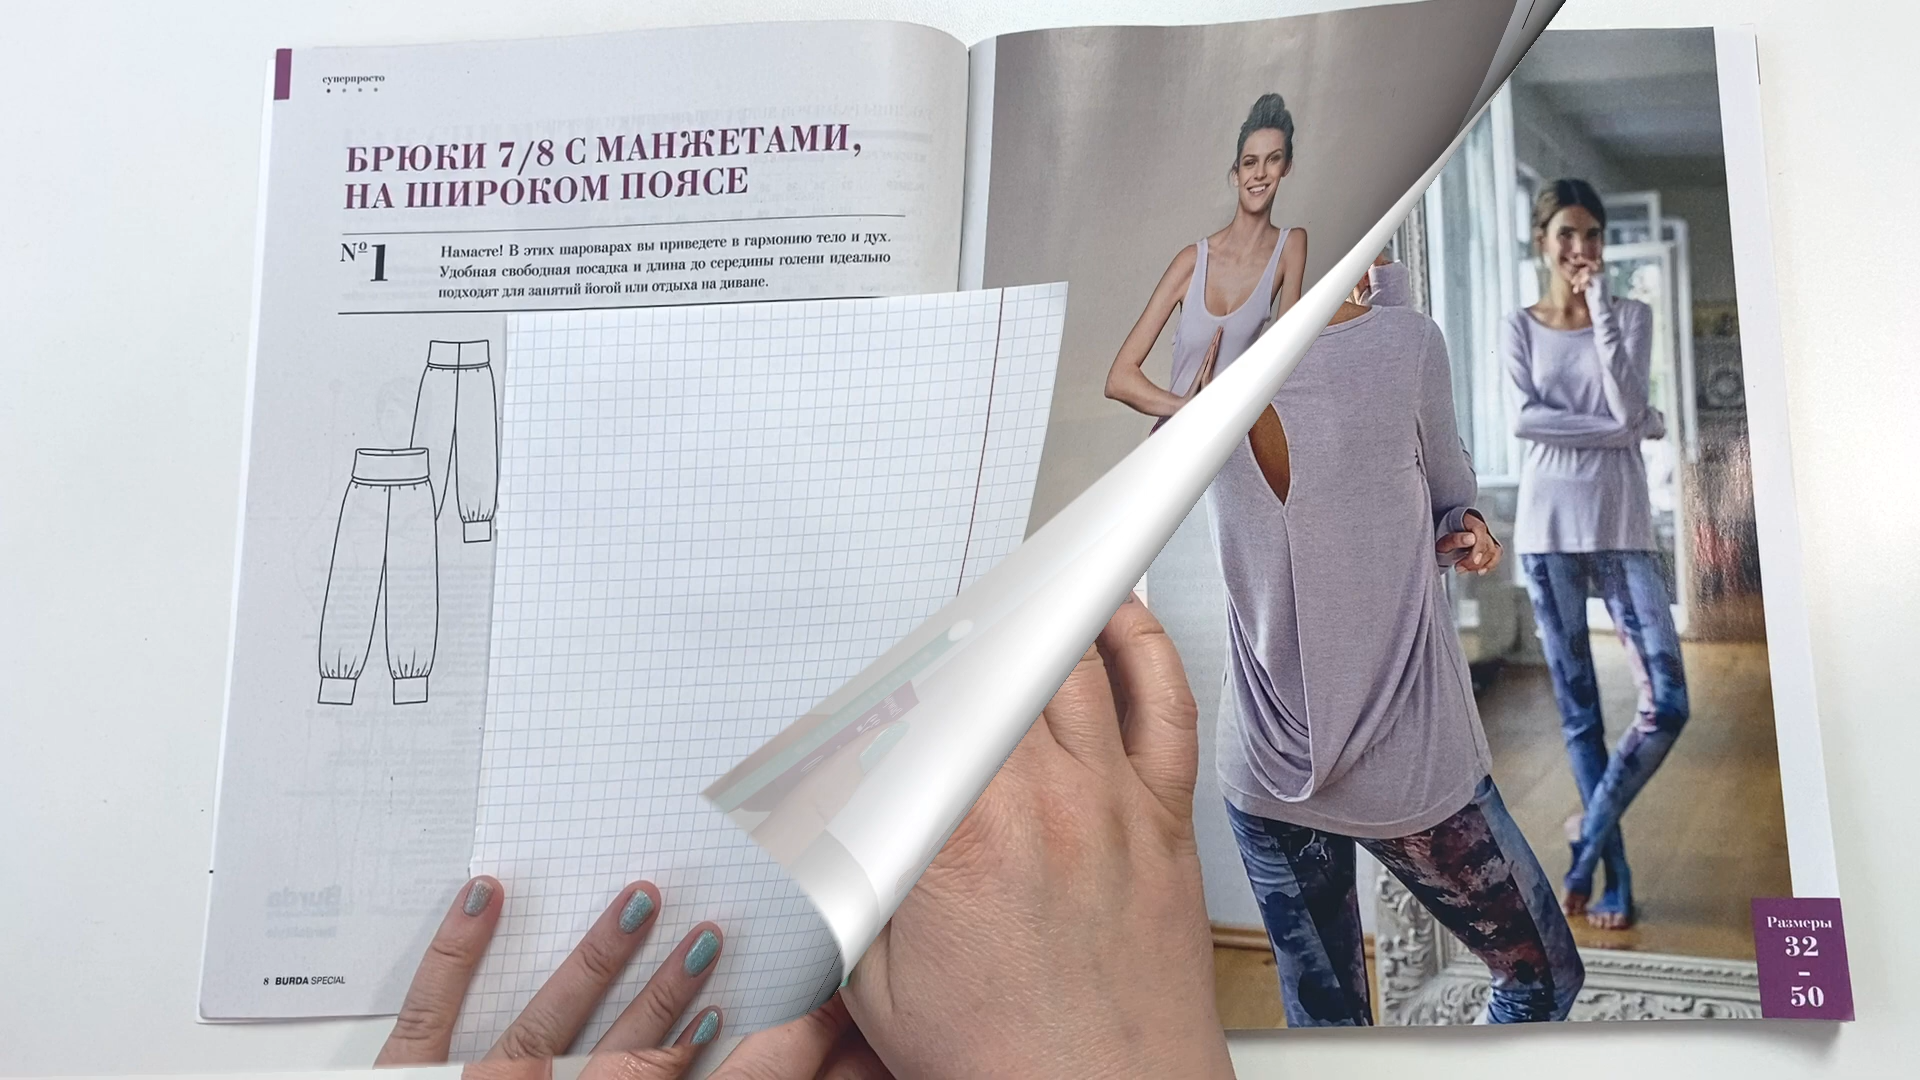 суперпросто
БРЮКИ 7/8 С МАНЖЕТАМИ,
НА ШИРОКОМ ПОЯСЕ
№1
Намасте! В этих шароварах вы приведете в гармонию тело и дух.
Удобная свободная посадка и длина до середины голени идеально
подходят для занятий йогой или отдыха на диване.
8 BURDA SPECIAL
Размеры
32
-
50